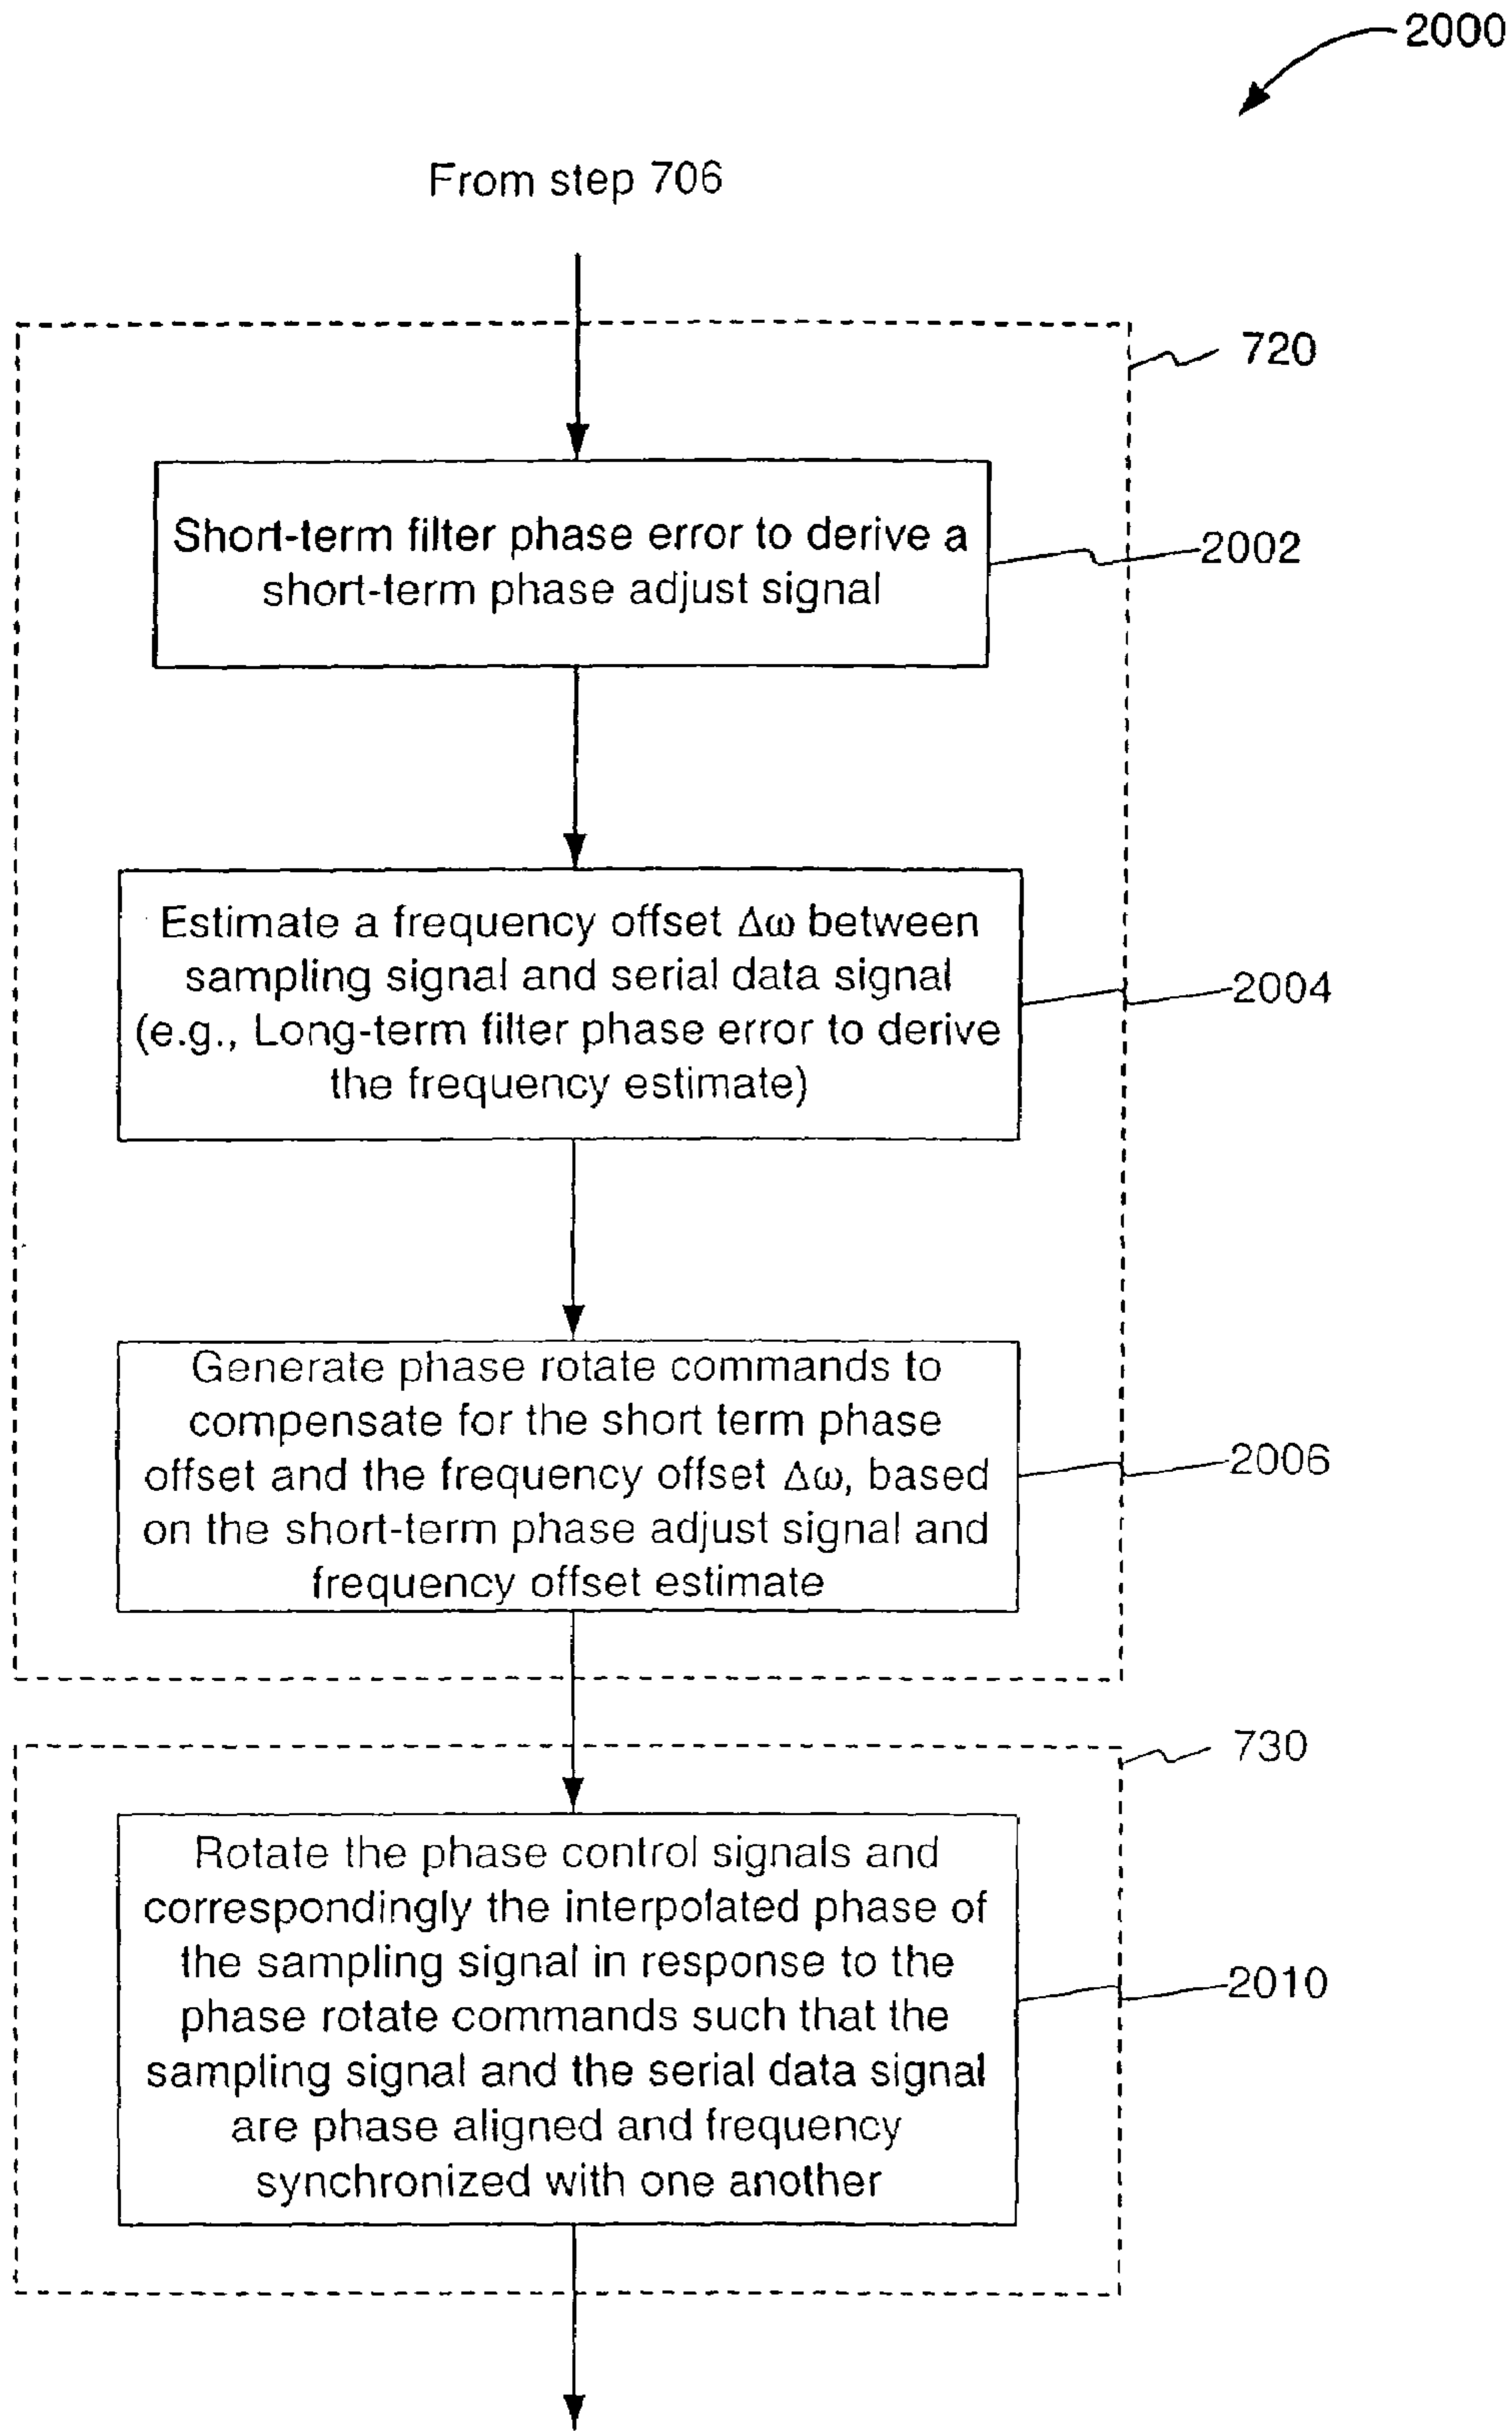 2000
From step 706
720
Short-term filter phase error to derive a
short-term phase adjust signal
2002
Estimate a frequency offset Δω between
sampling signal and serial data signal
(e.g., Long-term filter phase error to derive
the frequency estimate)
2004
Generate phase rotate commands to
compensate for the short term phase
offset and the frequency offset Δω, based
on the short-term phase adjust signal and
frequency offset estimate
2006
730
Rotate the phase control signals and
correspondingly the interpolated phase of
the sampling signal in response to the
phase rotate commands such that the
sampling signal and the serial data signal
are phase aligned and frequency
synchronized with one another
2010